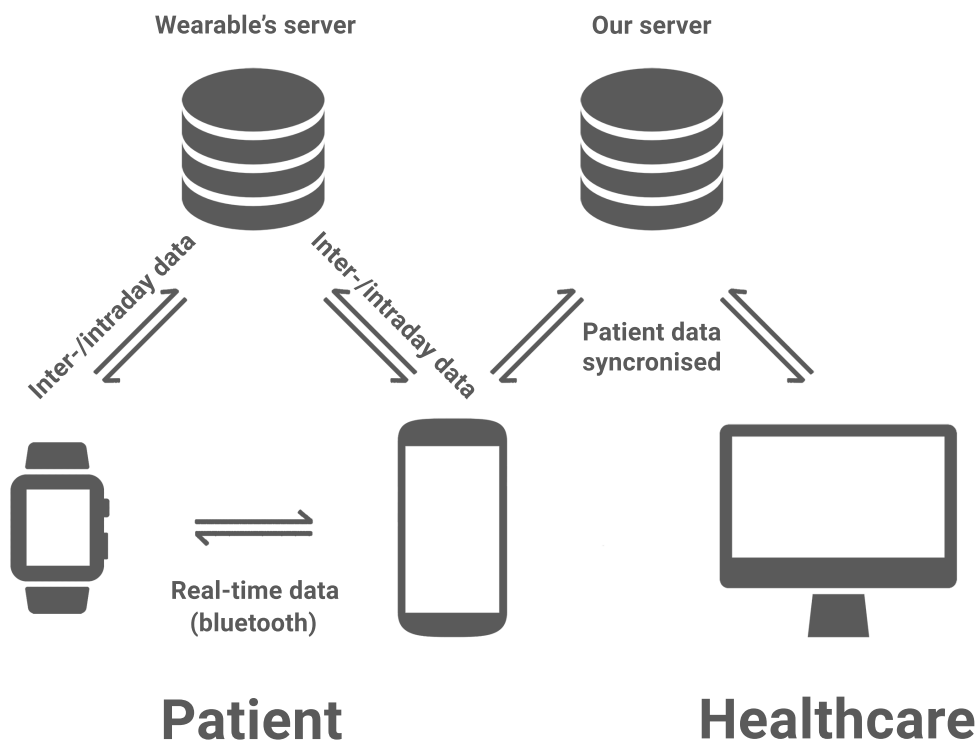 Wearable's server
Our server
Inter-/intraday data
Inter-/intraday data
Patient data
syncronised
Real-time data
(bluetooth)
Patient
Healthcare